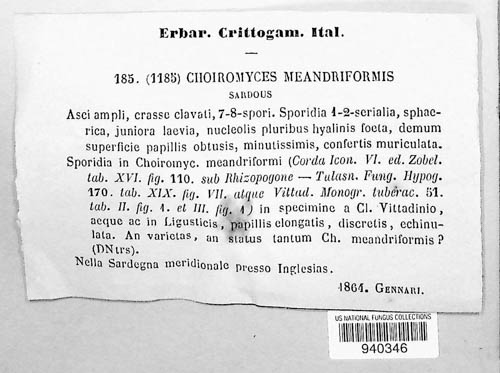 Erbar. Crittogam. Ital.
185. (1185) CHOIROMYCES MEANDRIFORMIS
SARDOUS
Asci ampli, crasse clavati, 7-8-spori. Sporidia 1-2-serialia, sphae-
rica, juniora laevia, nucleolis pluribus hyalinis foeta, demum
superficie papillis obtusis, minutissimis, confertis muriculata.
Sporidia in Choiromyc. meandriformi (Corda Icon. VI. ed. Zobel.
tab. XVI. fig. 110. sub Rhizopogone — Tulasn. Fung. Hypog.
170. tab. XIX. fig. VII. atque Vittad. Monogr. tuberac. 51.
tab. II. fig. 1. et III. fig. 1) in specimine a Cl. Vittadinio,
aeque ac in Ligusticis, papillis elongatis, discretis, echinu-
lata. An varietas, an status tantum Ch. meandriformis?
(DNtrs).
Nella Sardegna meridionale presso Inglesias.
1864. GENNARI.
US NATIONAL FUNGUS COLLECTIONS
940346